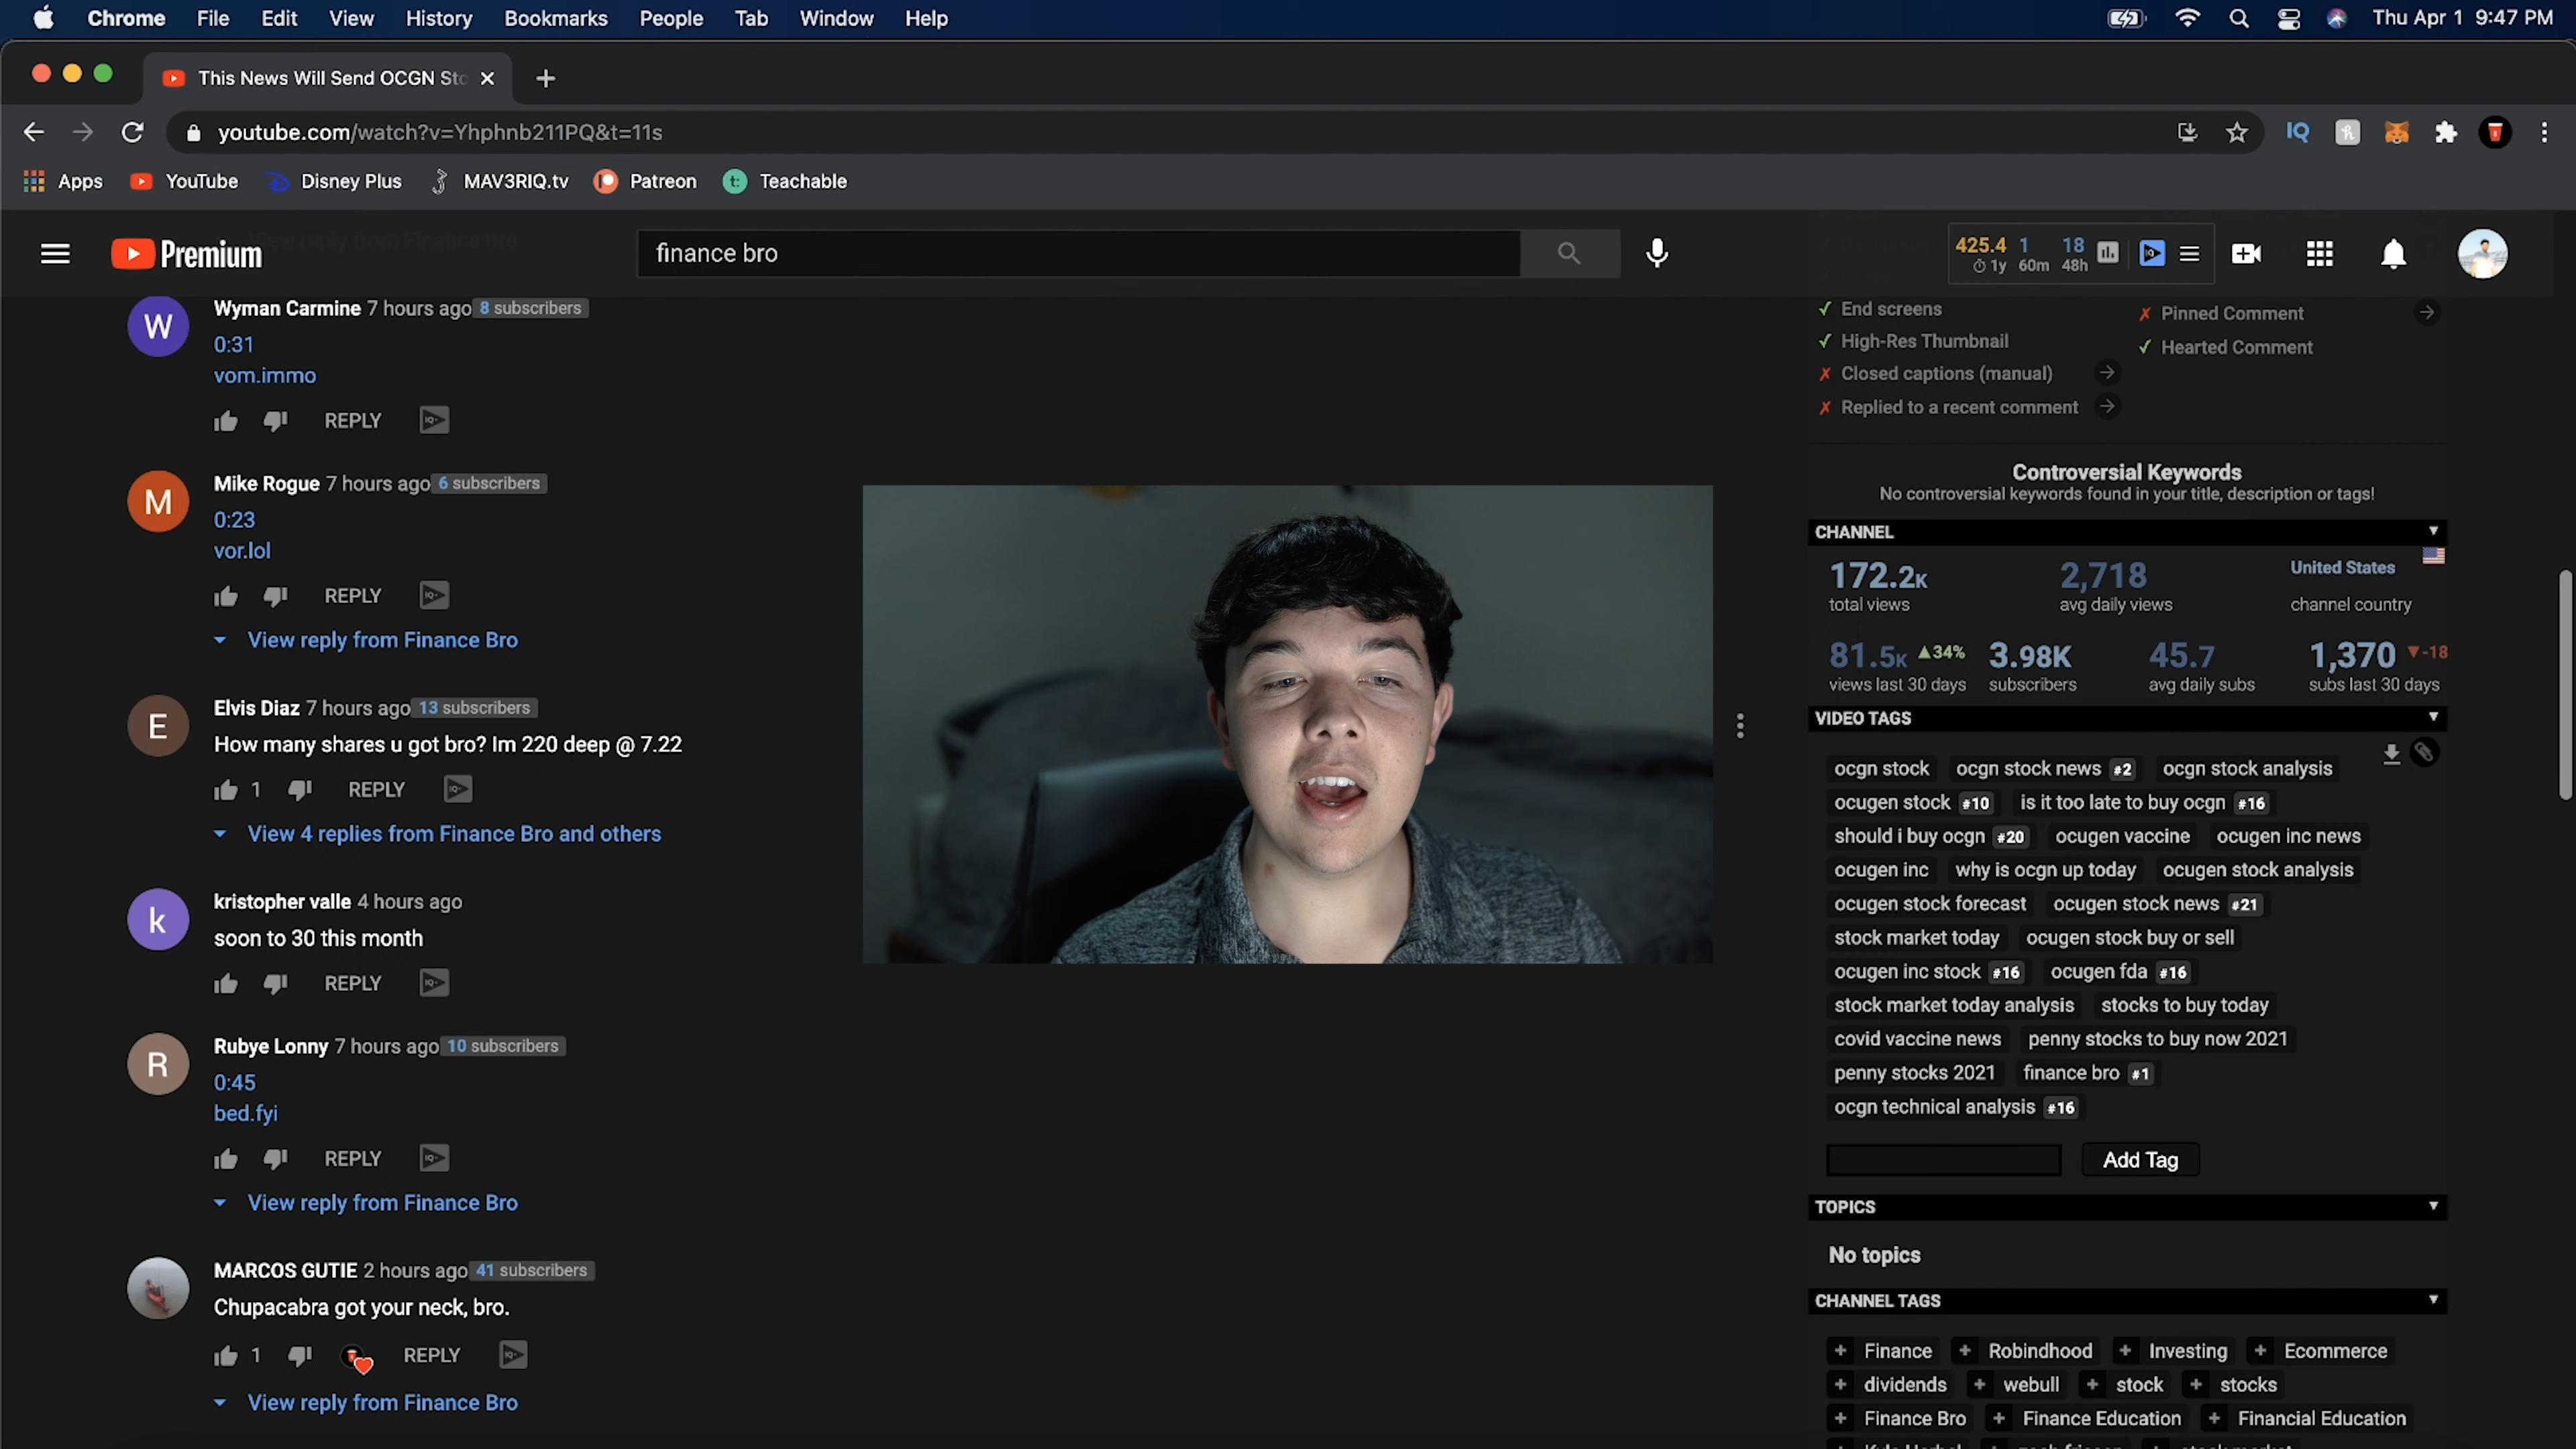 Chrome File Edit View History Bookmarks People Tab Window Help Thu Apr 1 9:47 PM
This News Will Send OCGN Sto
youtube.com/watch?v=Yhphnb211PQ&t=11s
Apps YouTube Disney Plus MAV3RIQ.tv Patreon Teachable
Premium finance bro 425.4 1 18
1y 60m 48h
Wyman Carmine 7 hours ago 8 subscribers
0:31
vom.immo
REPLY
Mike Rogue 7 hours ago 6 subscribers
0:23
vor.lol
REPLY
View reply from Finance Bro
Elvis Diaz 7 hours ago 13 subscribers
How many shares u got bro? Im 220 deep @ 7.22
1 REPLY
View 4 replies from Finance Bro and others
kristopher valle 4 hours ago
soon to 30 this month
REPLY
Rubye Lonny 7 hours ago 10 subscribers
0:45
bed.fyi
REPLY
View reply from Finance Bro
MARCOS GUTIE 2 hours ago 41 subscribers
Chupacabra got your neck, bro.
1 REPLY
View reply from Finance Bro
End screens
Pinned Comment
High-Res Thumbnail
Hearted Comment
Closed captions (manual)
Replied to a recent comment
Controversial Keywords
No controversial keywords found in your title, description or tags!
CHANNEL
172.2K 2,718 United States
total views avg daily views channel country
81.5K 34% 3.98K 45.7 1,370 -18
views last 30 days subscribers avg daily subs subs last 30 days
VIDEO TAGS
ocgn stock ocgn stock news #2 ocgn stock analysis
ocugen stock #10 is it too late to buy ocgn #16
should i buy ocgn #20 ocugen vaccine ocugen inc news
ocugen inc why is ocgn up today ocugen stock analysis
ocugen stock forecast ocugen stock news #21
stock market today ocugen stock buy or sell
ocugen inc stock #16 ocugen fda #16
stock market today analysis stocks to buy today
covid vaccine news penny stocks to buy now 2021
penny stocks 2021 finance bro #1
ocgn technical analysis #16
Add Tag
TOPICS
No topics
CHANNEL TAGS
+ Finance + Robindhood + Investing + Ecommerce
+ dividends + webull + stock + stocks
+ Finance Bro + Finance Education + Financial Education